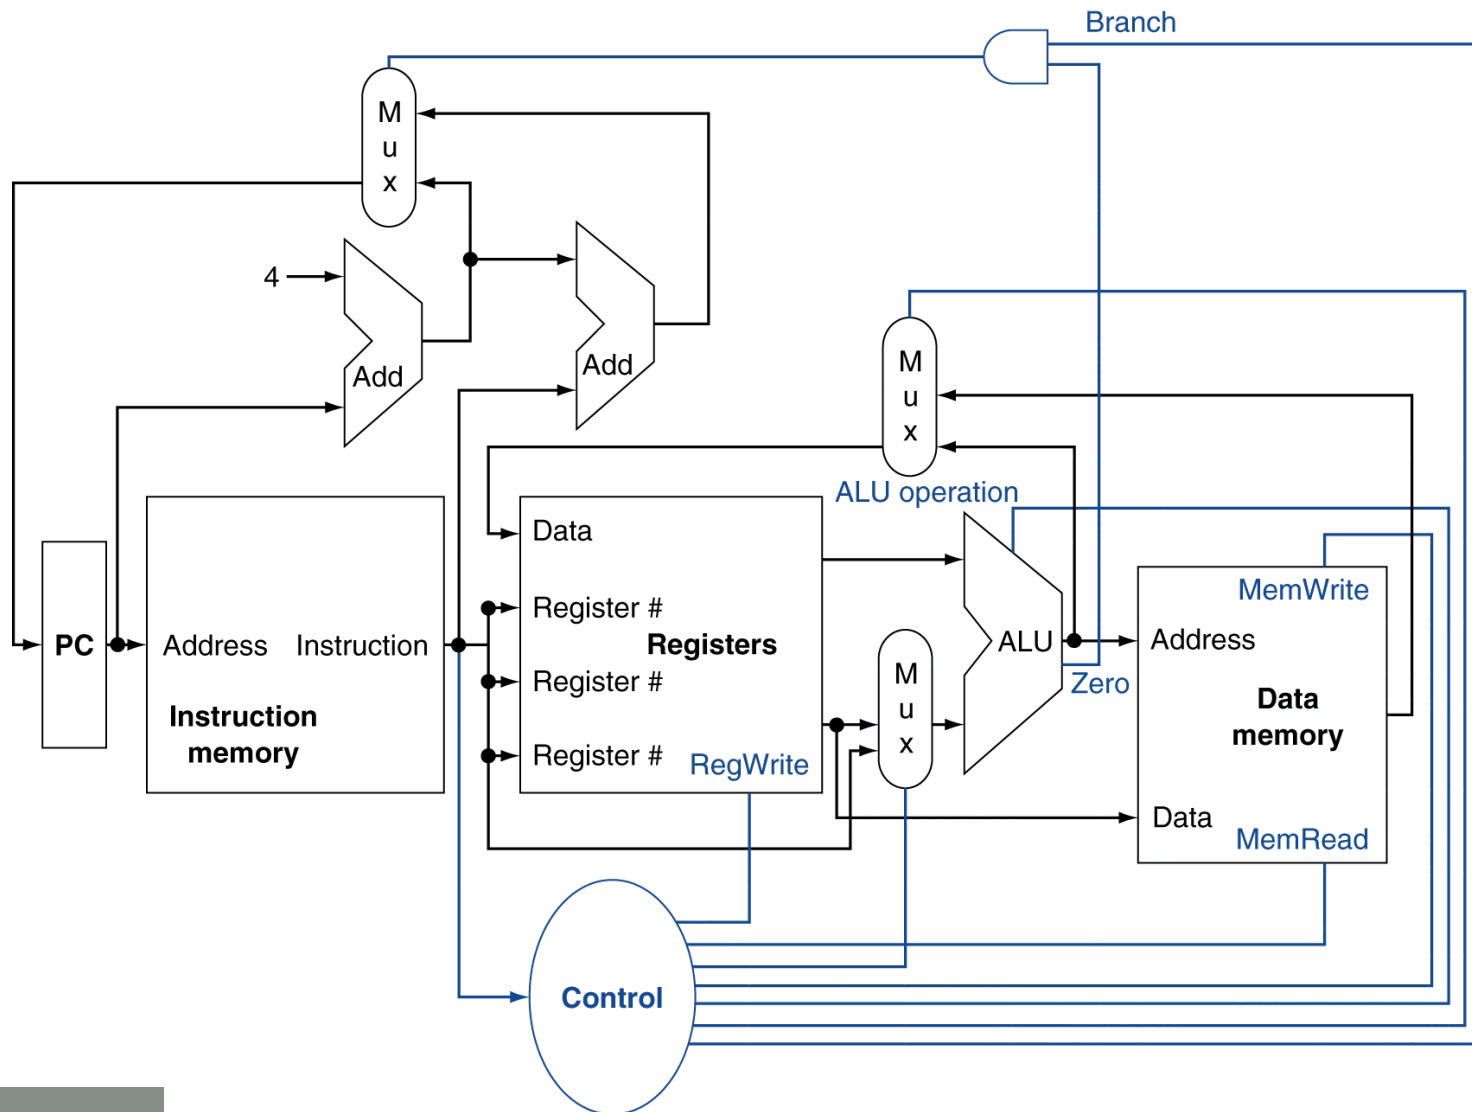 Branch
M
u
x
4
Add
Add
M
u
x
ALU operation
Data
Register #
Registers
Register #
Register #
RegWrite
PC
Address
Instruction
Instruction
memory
M
u
x
ALU
Zero
MemWrite
Address
Data
memory
Data
MemRead
Control